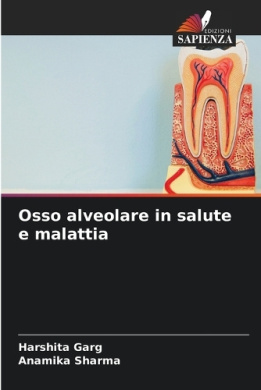 EDIZIONI
SAPIENZA
Osso alveolare in salute
e malattia
Harshita Garg
Anamika Sharma